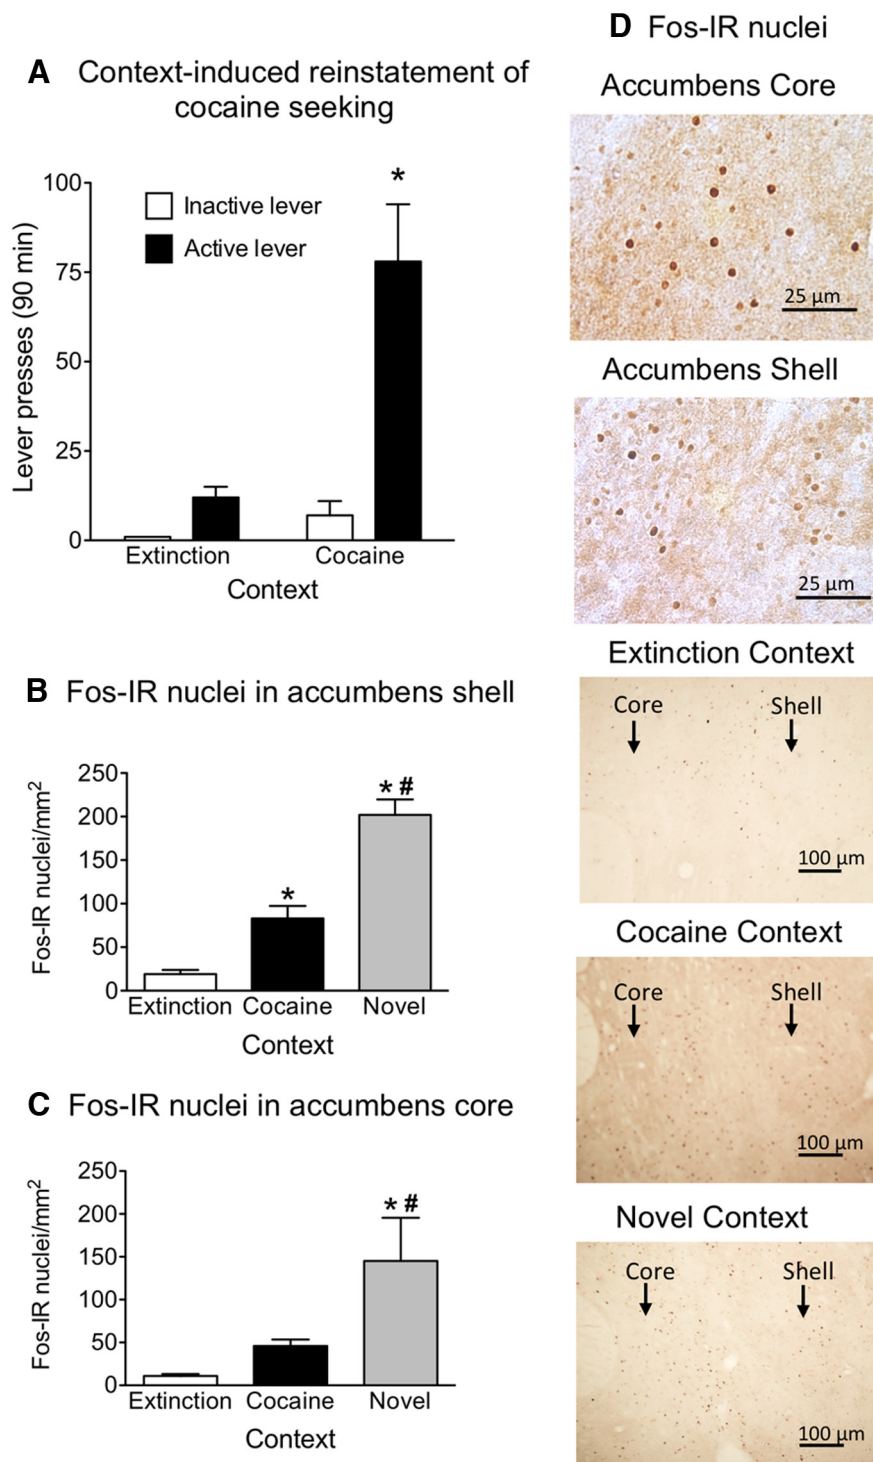 A Context-induced reinstatement of
cocaine seeking
Lever presses (90 min)
100
75
50
25
0
*
Inactive lever
Active lever
Extinction Cocaine
Context
B Fos-IR nuclei in accumbens shell
Fos-IR nuclei/mm2
250
200
150
100
50
0
*
* #
Extinction Cocaine Novel
Context
C Fos-IR nuclei in accumbens core
Fos-IR nuclei/mm2
250
200
150
100
50
0
* #
Extinction Cocaine Novel
Context
D Fos-IR nuclei
Accumbens Core
25 µm
Accumbens Shell
25 µm
Extinction Context
Core Shell
100 µm
Cocaine Context
Core Shell
100 µm
Novel Context
Core Shell
100 µm